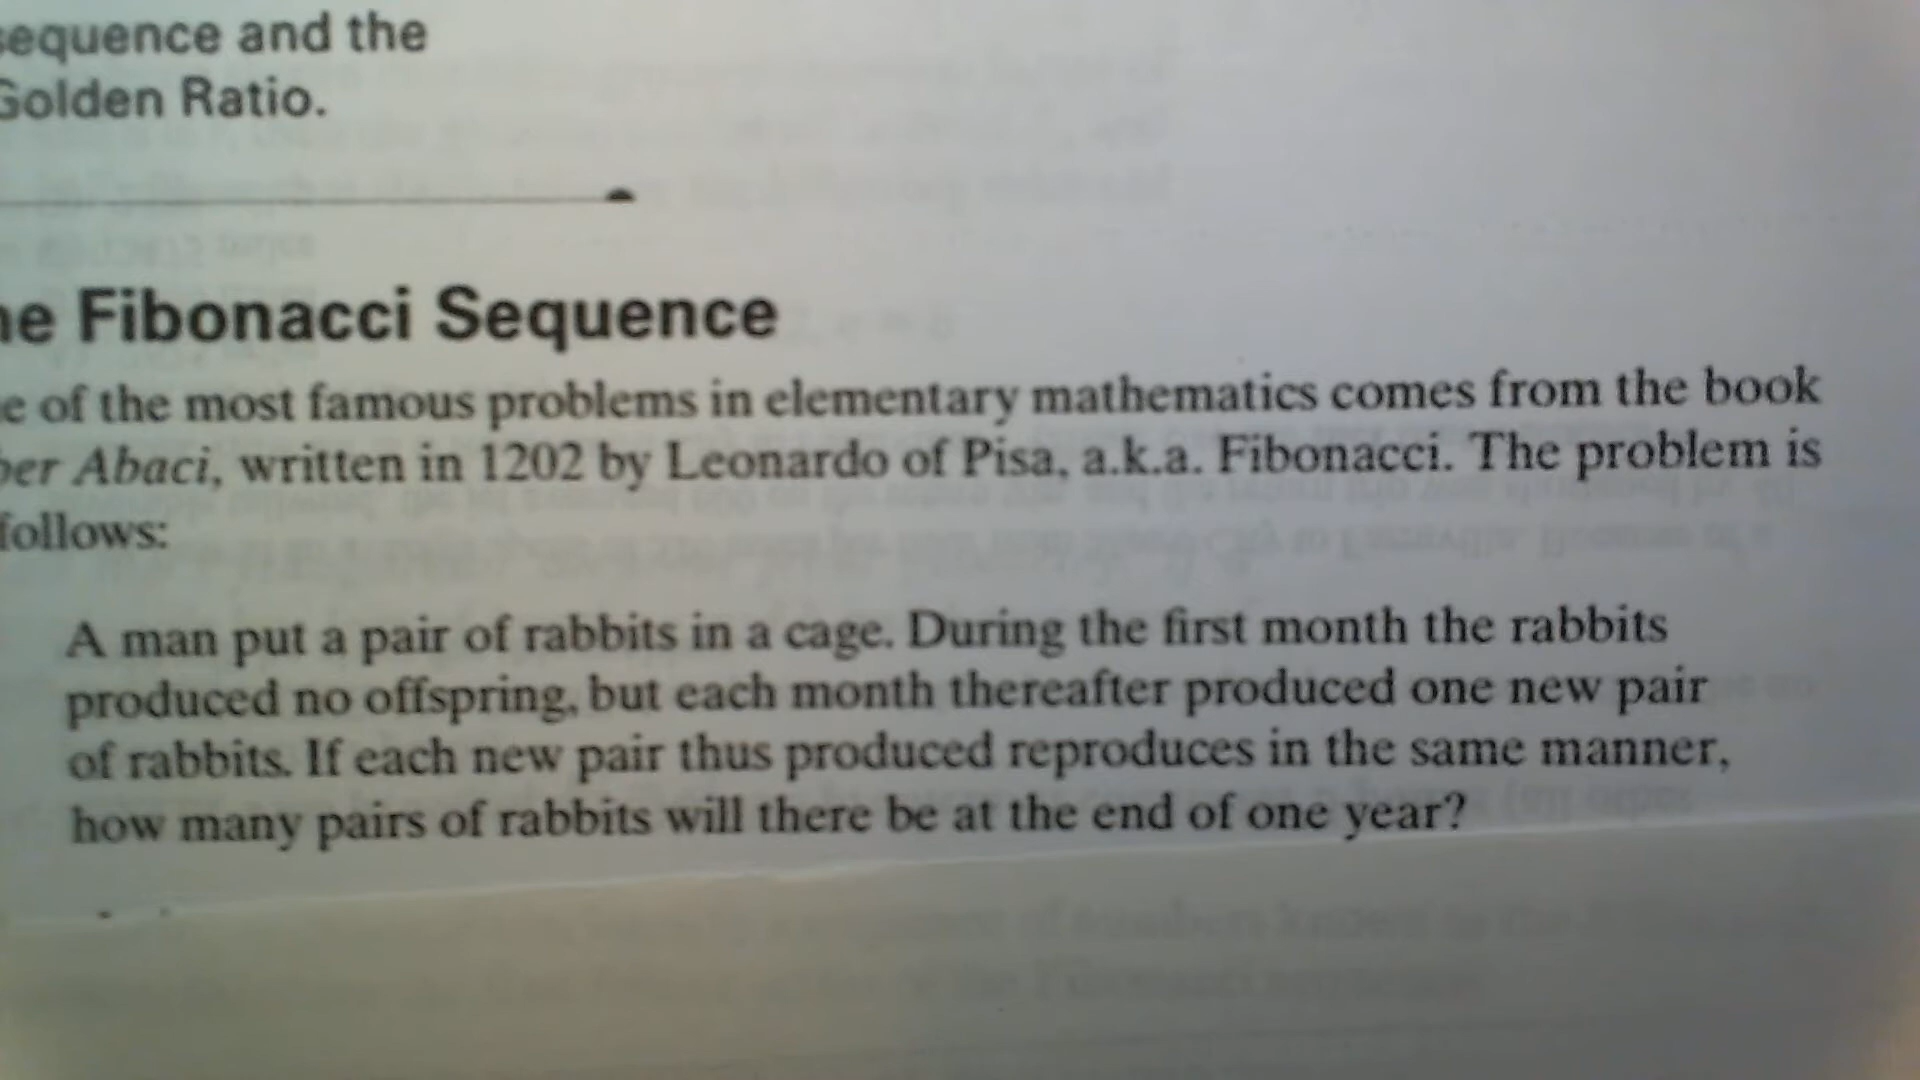 sequence and the
Golden Ratio.
he Fibonacci Sequence
e of the most famous problems in elementary mathematics comes from the book
ber Abaci, written in 1202 by Leonardo of Pisa, a.k.a. Fibonacci. The problem is
follows:
A man put a pair of rabbits in a cage. During the first month the rabbits
produced no offspring, but each month thereafter produced one new pair
of rabbits. If each new pair thus produced reproduces in the same manner,
how many pairs of rabbits will there be at the end of one year?